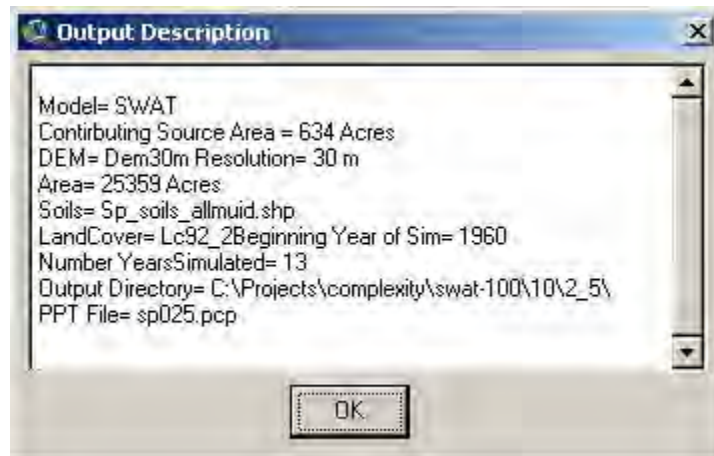 Output Description
Model= SWAT
Contirbuting Source Area = 634 Acres
DEM= Dem30m Resolution= 30 m
Area= 25359 Acres
Soils= Sp_soils_allmuid.shp
LandCover= Lc92_2Beginning Year of Sim= 1960
Number YearsSimulated= 13
Output Directory= C:\Projects\complexity\swat-100\10\2_5\
PPT File= sp025.pcp
OK